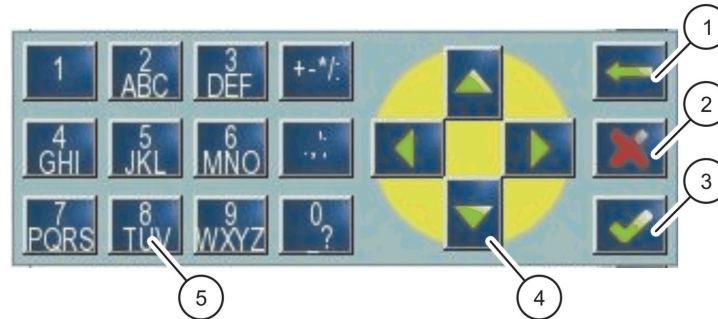 1
1
2
ABC
3
DEF
+-*/:
2
4
GHI
5
JKL
6
MNO
.,';
7
PQRS
8
TUV
9
WXYZ
0
_?
3
5
4